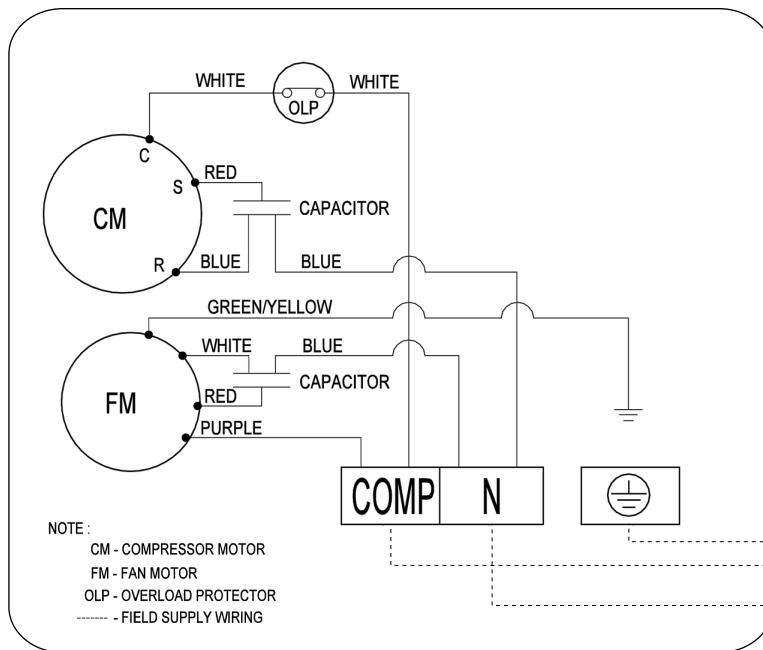 WHITE
WHITE
OLP
C
S
RED
CM
CAPACITOR
R
BLUE
BLUE
GREEN/YELLOW
WHITE
BLUE
FM
CAPACITOR
RED
PURPLE
COMP
N
NOTE :
CM - COMPRESSOR MOTOR
FM - FAN MOTOR
OLP - OVERLOAD PROTECTOR
------- - FIELD SUPPLY WIRING